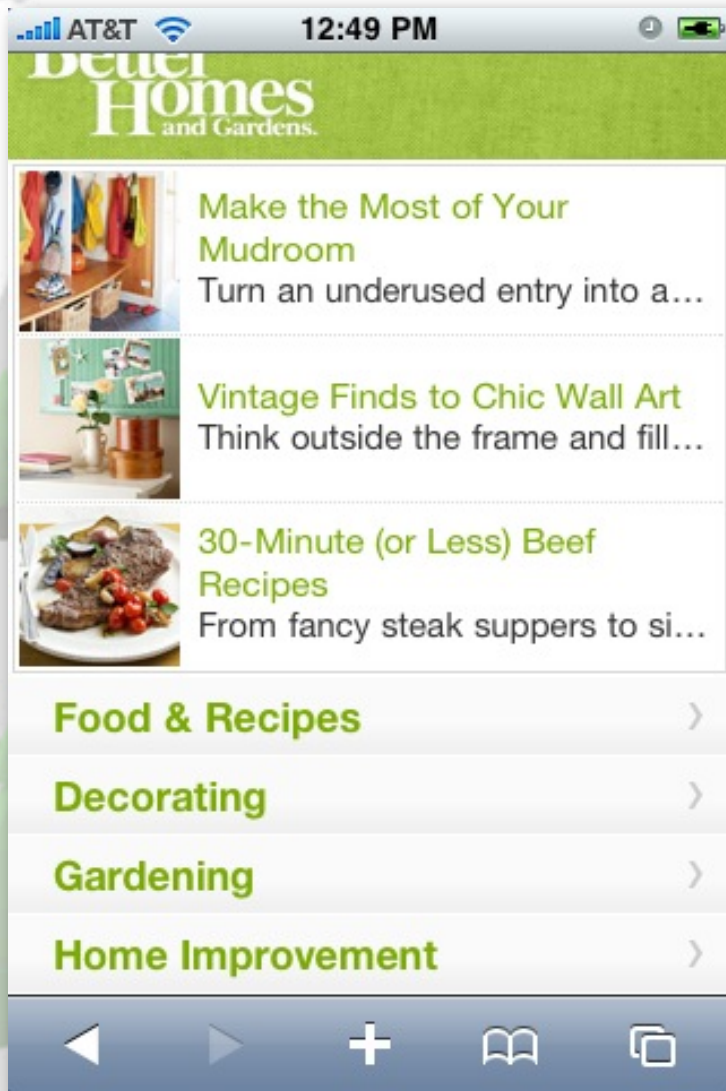 AT&T 12:49 PM
Better
Homes
and Gardens.
Make the Most of Your
Mudroom
Turn an underused entry into a...
Vintage Finds to Chic Wall Art
Think outside the frame and fill...
30-Minute (or Less) Beef
Recipes
From fancy steak suppers to si...
Food & Recipes
Decorating
Gardening
Home Improvement